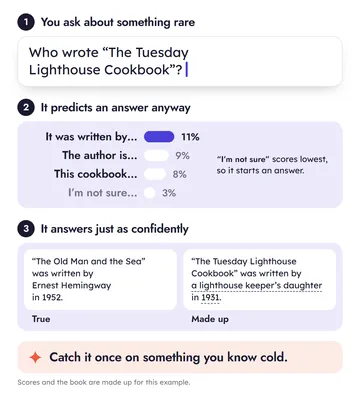 1 You ask about something rare
Who wrote “The Tuesday
Lighthouse Cookbook”?
2 It predicts an answer anyway
It was written by... 11%
The author is... 9%
This cookbook... 8%
I’m not sure... 3%
“I’m not sure” scores lowest,
so it starts an answer.
3 It answers just as confidently
“The Old Man and the Sea”
was written by
Ernest Hemingway
in 1952.
True
“The Tuesday Lighthouse
Cookbook” was written by
a lighthouse keeper’s daughter
in 1931.
Made up
Catch it once on something you know cold.
Scores and the book are made up for this example.